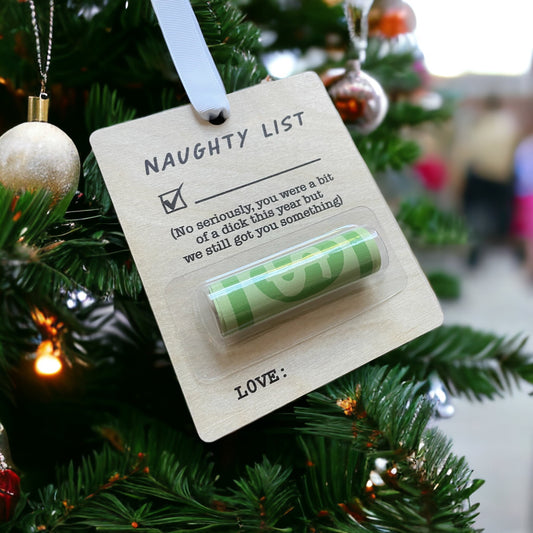 NAUGHTY LIST
(No seriously, you were a bit
of a dick this year but
we still got you something)
LOVE: